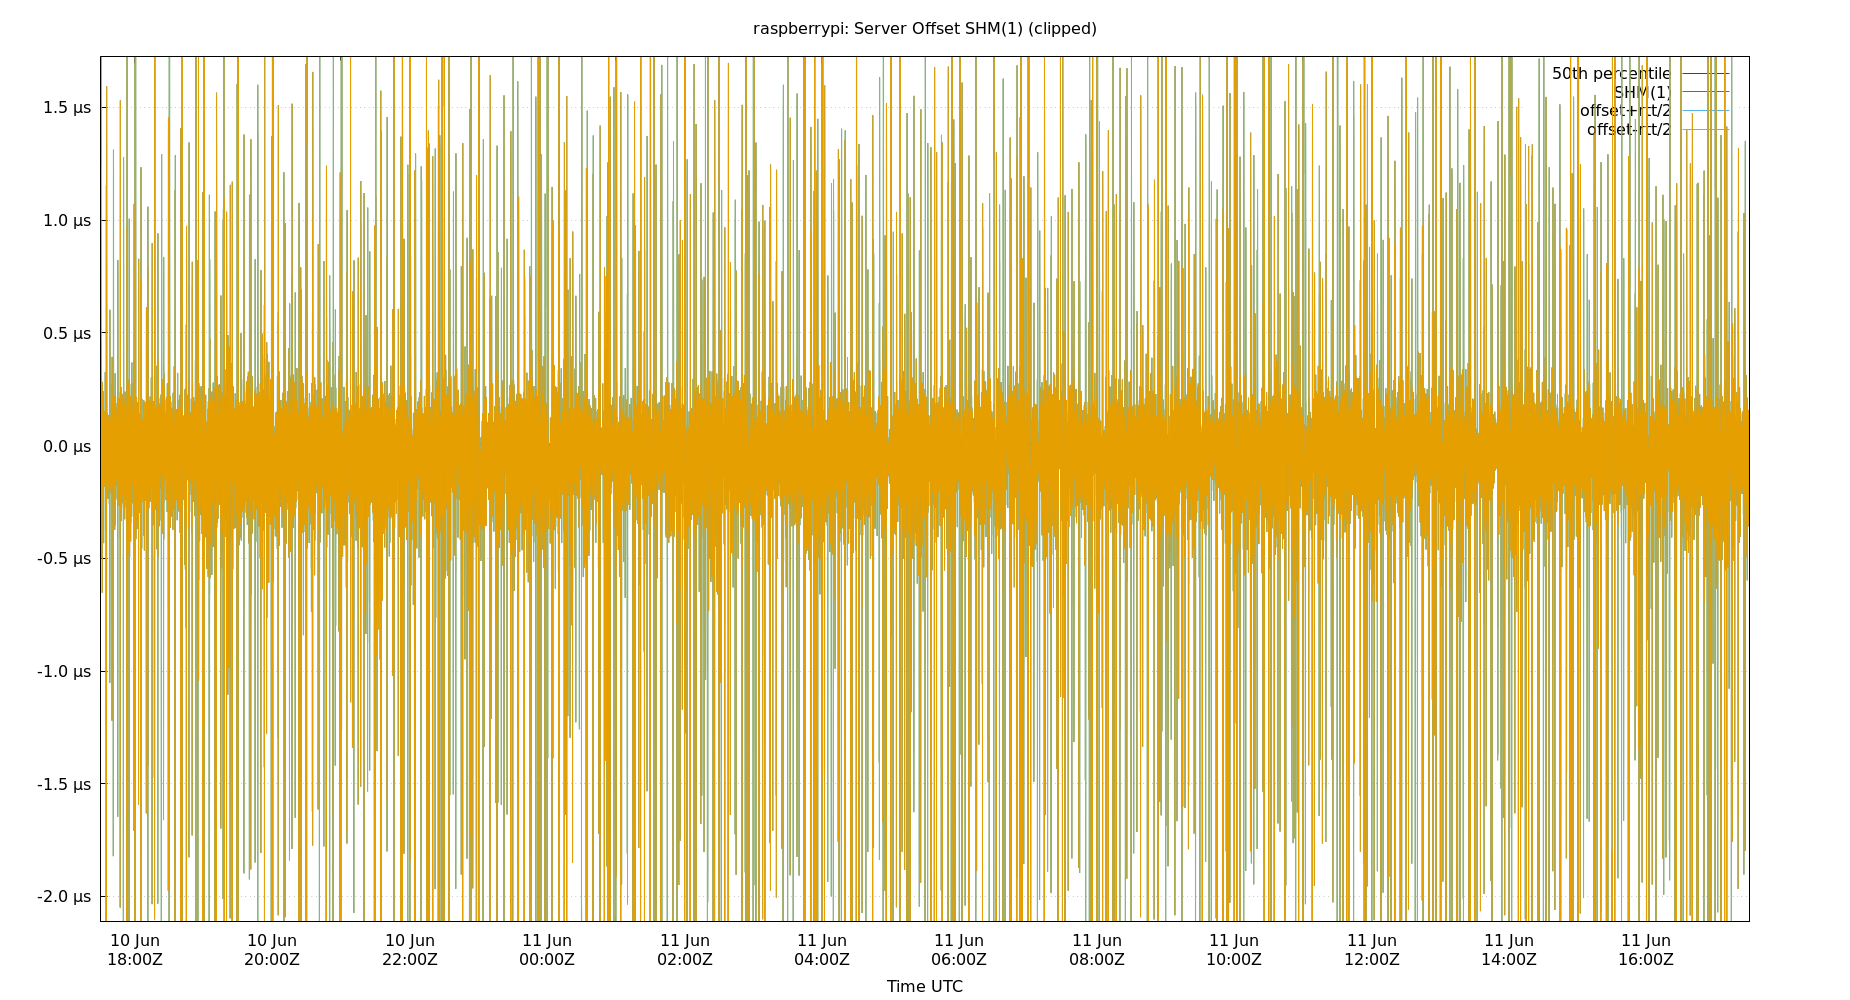 raspberrypi: Server Offset SHM(1) (clipped)
50th percentile
SHM(1)
offset+rtt/2
offset-rtt/2
1.5 µs
1.0 µs
0.5 µs
0.0 µs
-0.5 µs
-1.0 µs
-1.5 µs
-2.0 µs
10 Jun 10 Jun 10 Jun 11 Jun 11 Jun 11 Jun 11 Jun 11 Jun 11 Jun 11 Jun 11 Jun 11 Jun
18:00Z 20:00Z 22:00Z 00:00Z 02:00Z 04:00Z 06:00Z 08:00Z 10:00Z 12:00Z 14:00Z 16:00Z
Time UTC